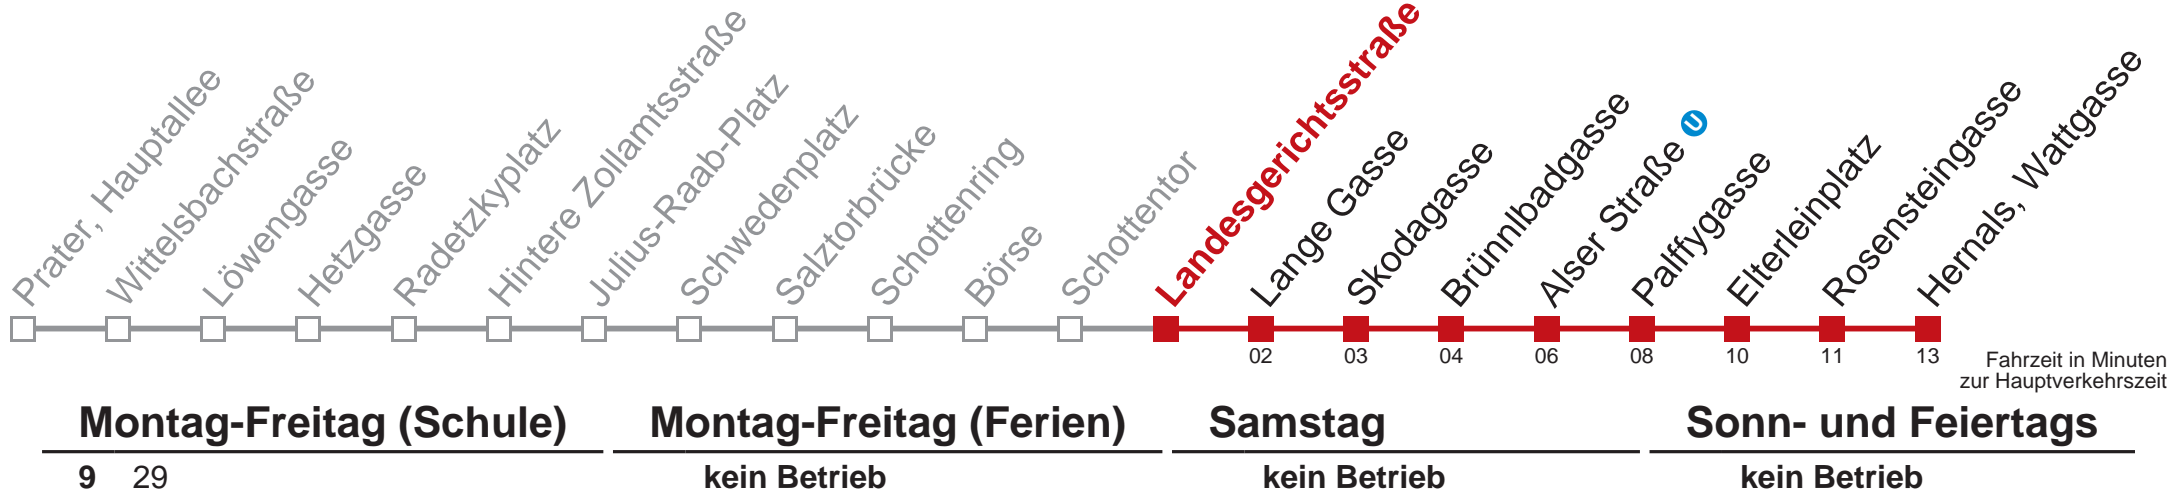 Prater, Hauptallee
Wittelsbachstraße
Löwengasse
Hetzgasse
Radetzkyplatz
Hintere Zollamtsstraße
Julius-Raab-Platz
Schwedenplatz
Salztorbrücke
Schottenring
Börse
Schottentor
Landesgerichtsstraße
Lange Gasse
Skodagasse
Brünnlbadgasse
Alser Straße U
Palffygasse
Elterleinplatz
Rosensteingasse
Hernals, Wattgasse
02 03 04 06 08 10 11 13
Fahrzeit in Minuten
zur Hauptverkehrszeit
Montag-Freitag (Schule) Montag-Freitag (Ferien) Samstag Sonn- und Feiertags
9 29 kein Betrieb kein Betrieb kein Betrieb